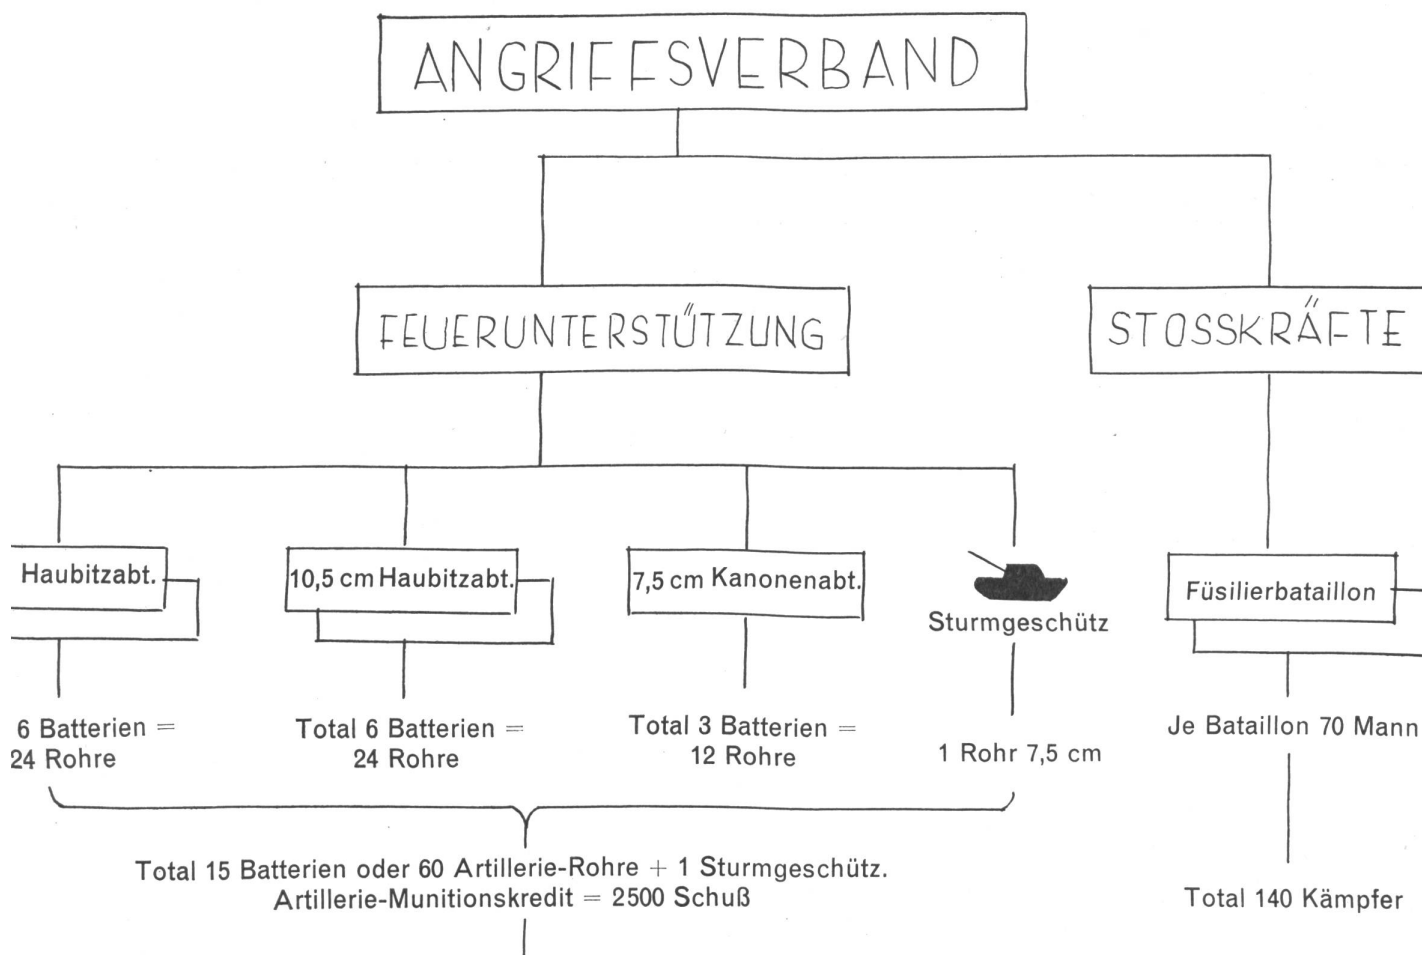 ANGRIFFSVERBAND
FEUERUNTERSTÜTZUNG
STOSSKRÄFTE
Haubitzabt.
10,5 cm Haubitzabt.
7,5 cm Kanonenabt.
Sturmgeschütz
Füsilierbataillon
6 Batterien =
24 Rohre
Total 6 Batterien =
24 Rohre
Total 3 Batterien =
12 Rohre
1 Rohr 7,5 cm
Je Bataillon 70 Mann
Total 15 Batterien oder 60 Artillerie-Rohre + 1 Sturmgeschütz.
Artillerie-Munitionskredit = 2500 Schuß
Total 140 Kämpfer